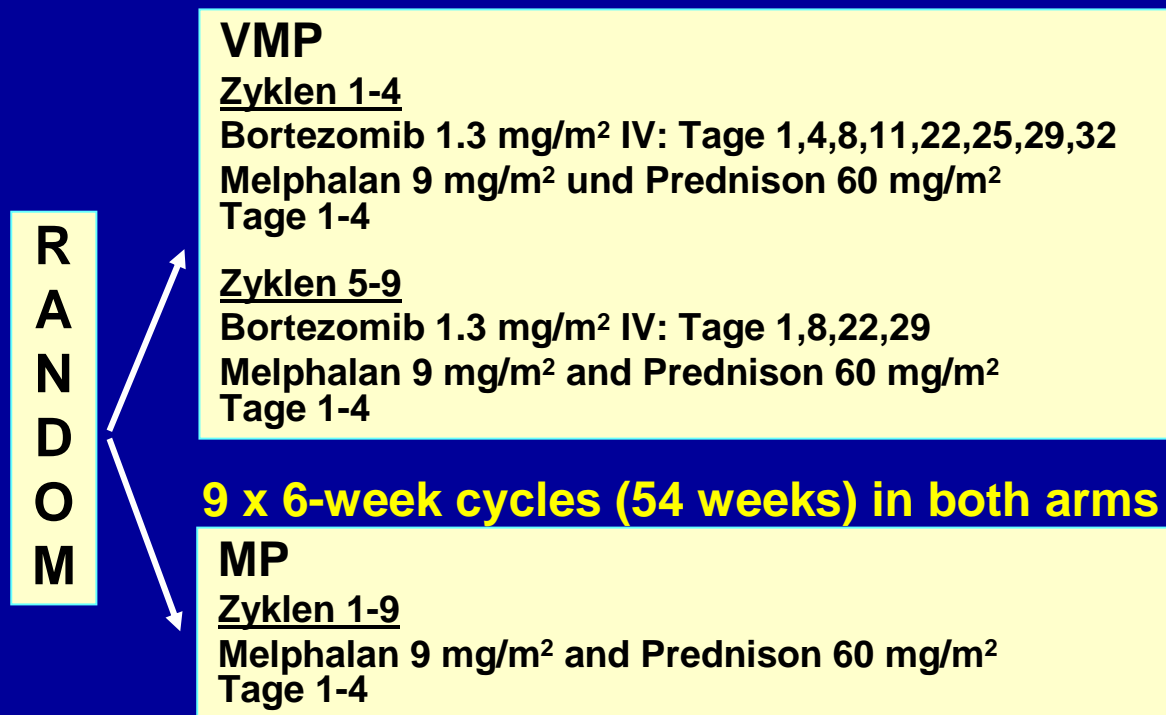 VMP
Zyklen 1-4
Bortezomib 1.3 mg/m² IV: Tage 1,4,8,11,22,25,29,32
Melphalan 9 mg/m² und Prednison 60 mg/m²
Tage 1-4
Zyklen 5-9
Bortezomib 1.3 mg/m² IV: Tage 1,8,22,29
Melphalan 9 mg/m² and Prednison 60 mg/m²
Tage 1-4
R
A
N
D
O
M
9 x 6-week cycles (54 weeks) in both arms
MP
Zyklen 1-9
Melphalan 9 mg/m² and Prednison 60 mg/m²
Tage 1-4